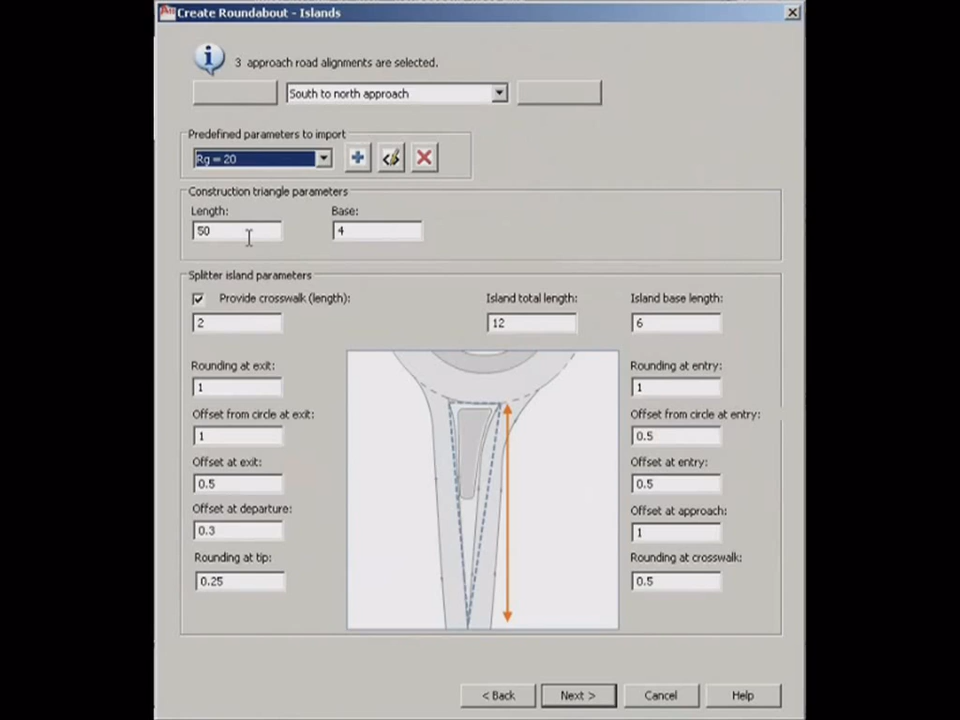 Create Roundabout - Islands
3 approach road alignments are selected.
South to north approach
Predefined parameters to import
Rg = 20
Construction triangle parameters
Length: Base:
50 4
Splitter island parameters
Provide crosswalk (length): Island total length: Island base length:
2 12 6
Rounding at exit: Rounding at entry:
1 1
Offset from circle at exit: Offset from circle at entry:
1 0.5
Offset at exit: Offset at entry:
0.5 0.5
Offset at departure: Offset at approach:
0.3 1
Rounding at tip: Rounding at crosswalk:
0.25 0.5
< Back Next > Cancel Help